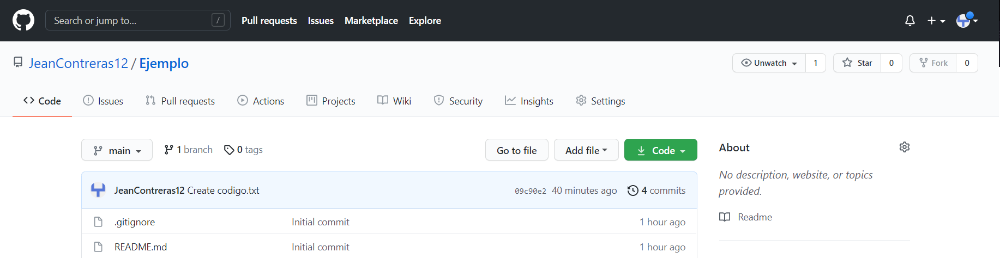 Search or jump to... / Pull requests Issues Marketplace Explore
JeanContreras12 / Ejemplo Unwatch 1 Star 0 Fork 0
Code Issues Pull requests Actions Projects Wiki Security Insights Settings
main 1 branch 0 tags Go to file Add file Code
About
No description, website, or topics
provided.
Readme
JeanContreras12 Create codigo.txt 09c90e2 40 minutes ago 4 commits
.gitignore Initial commit 1 hour ago
README.md Initial commit 1 hour ago